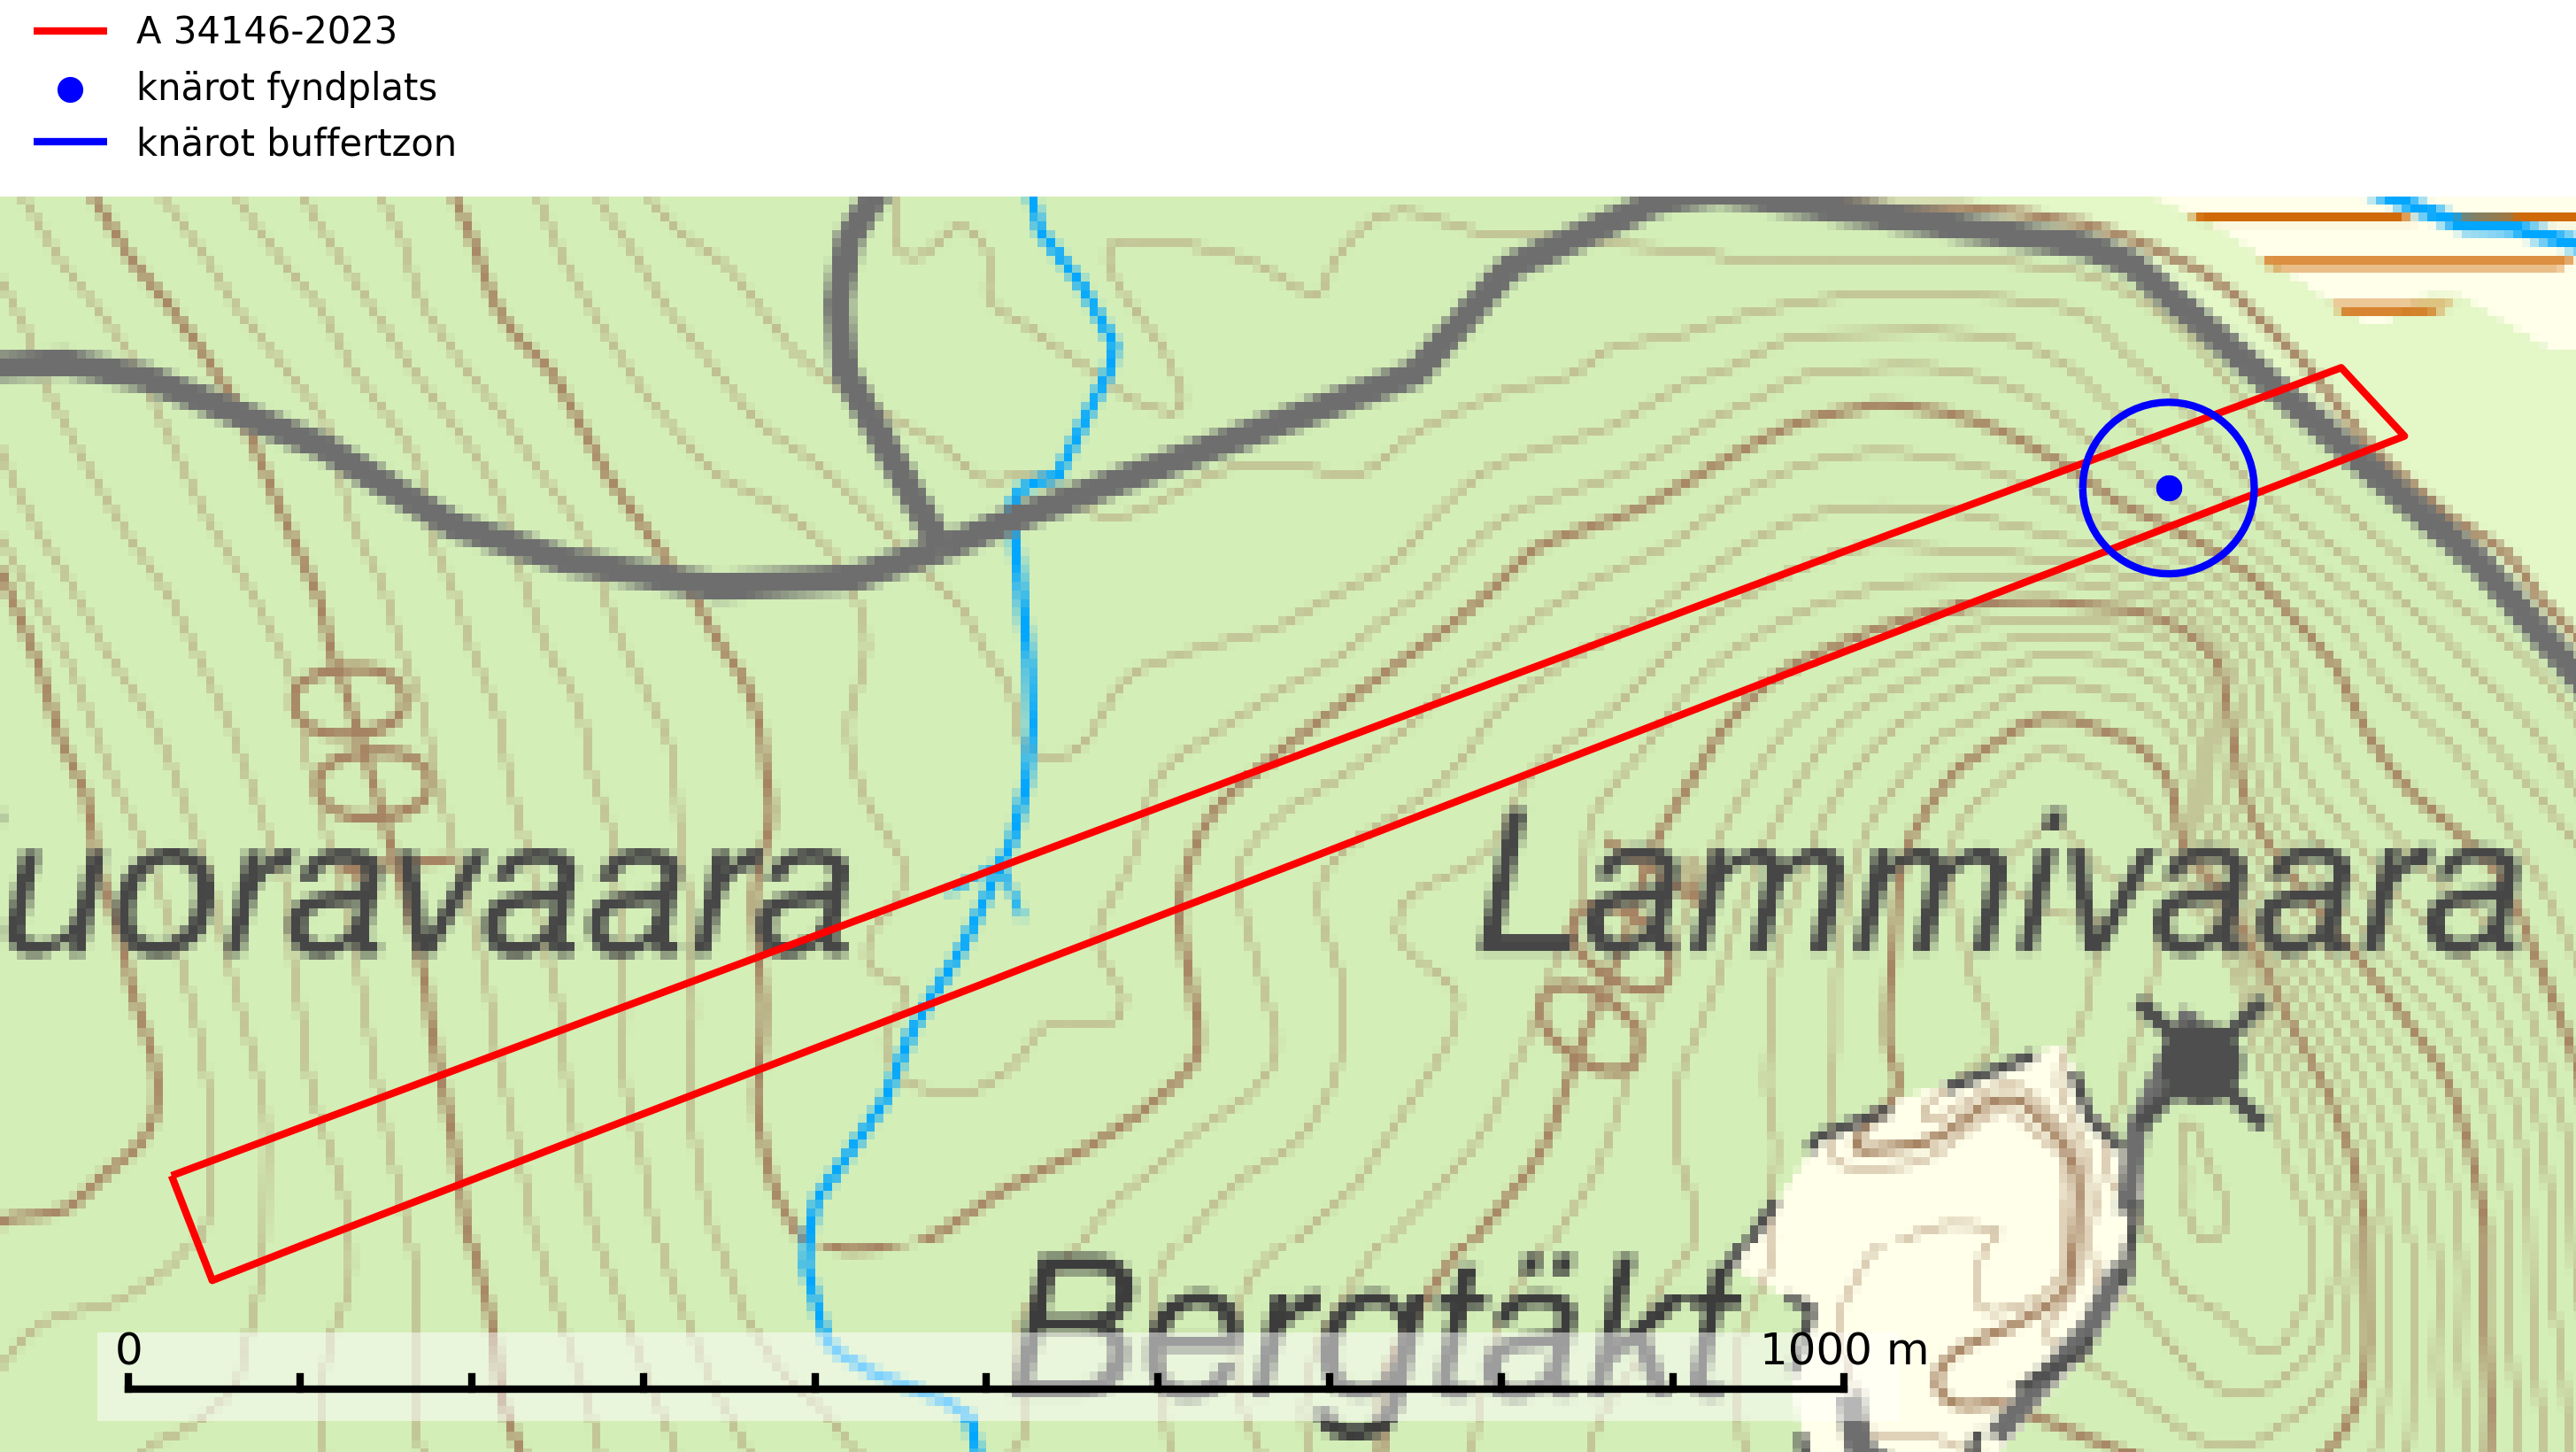 A 34146-2023
knärot fyndplats
knärot buffertzon
uoravaara
Lammivaara
Bergtäkt
0
1000 m